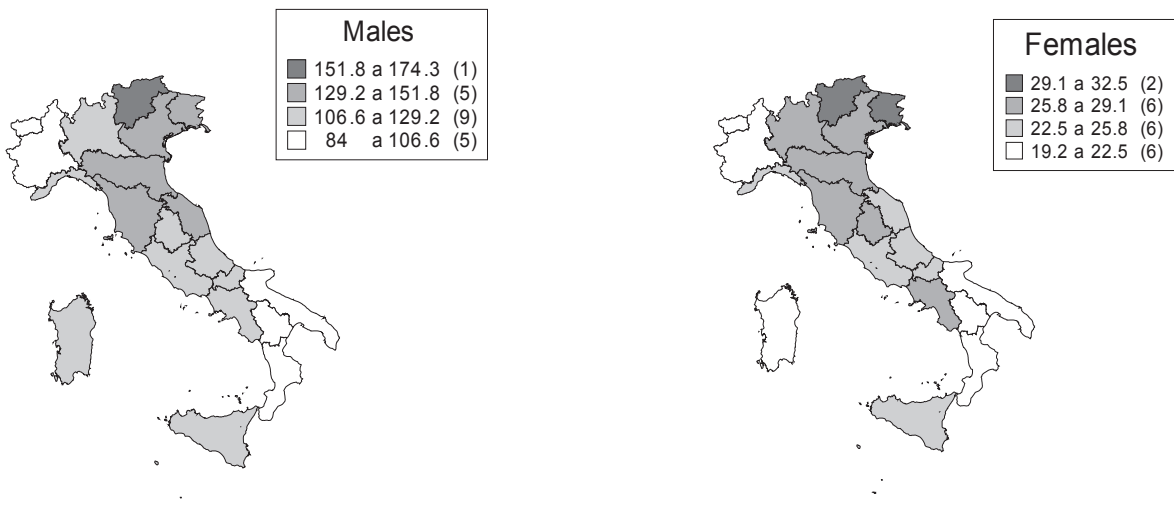 Males
151.8 a 174.3 (1)
129.2 a 151.8 (5)
106.6 a 129.2 (9)
84 a 106.6 (5)
Females
29.1 a 32.5 (2)
25.8 a 29.1 (6)
22.5 a 25.8 (6)
19.2 a 22.5 (6)